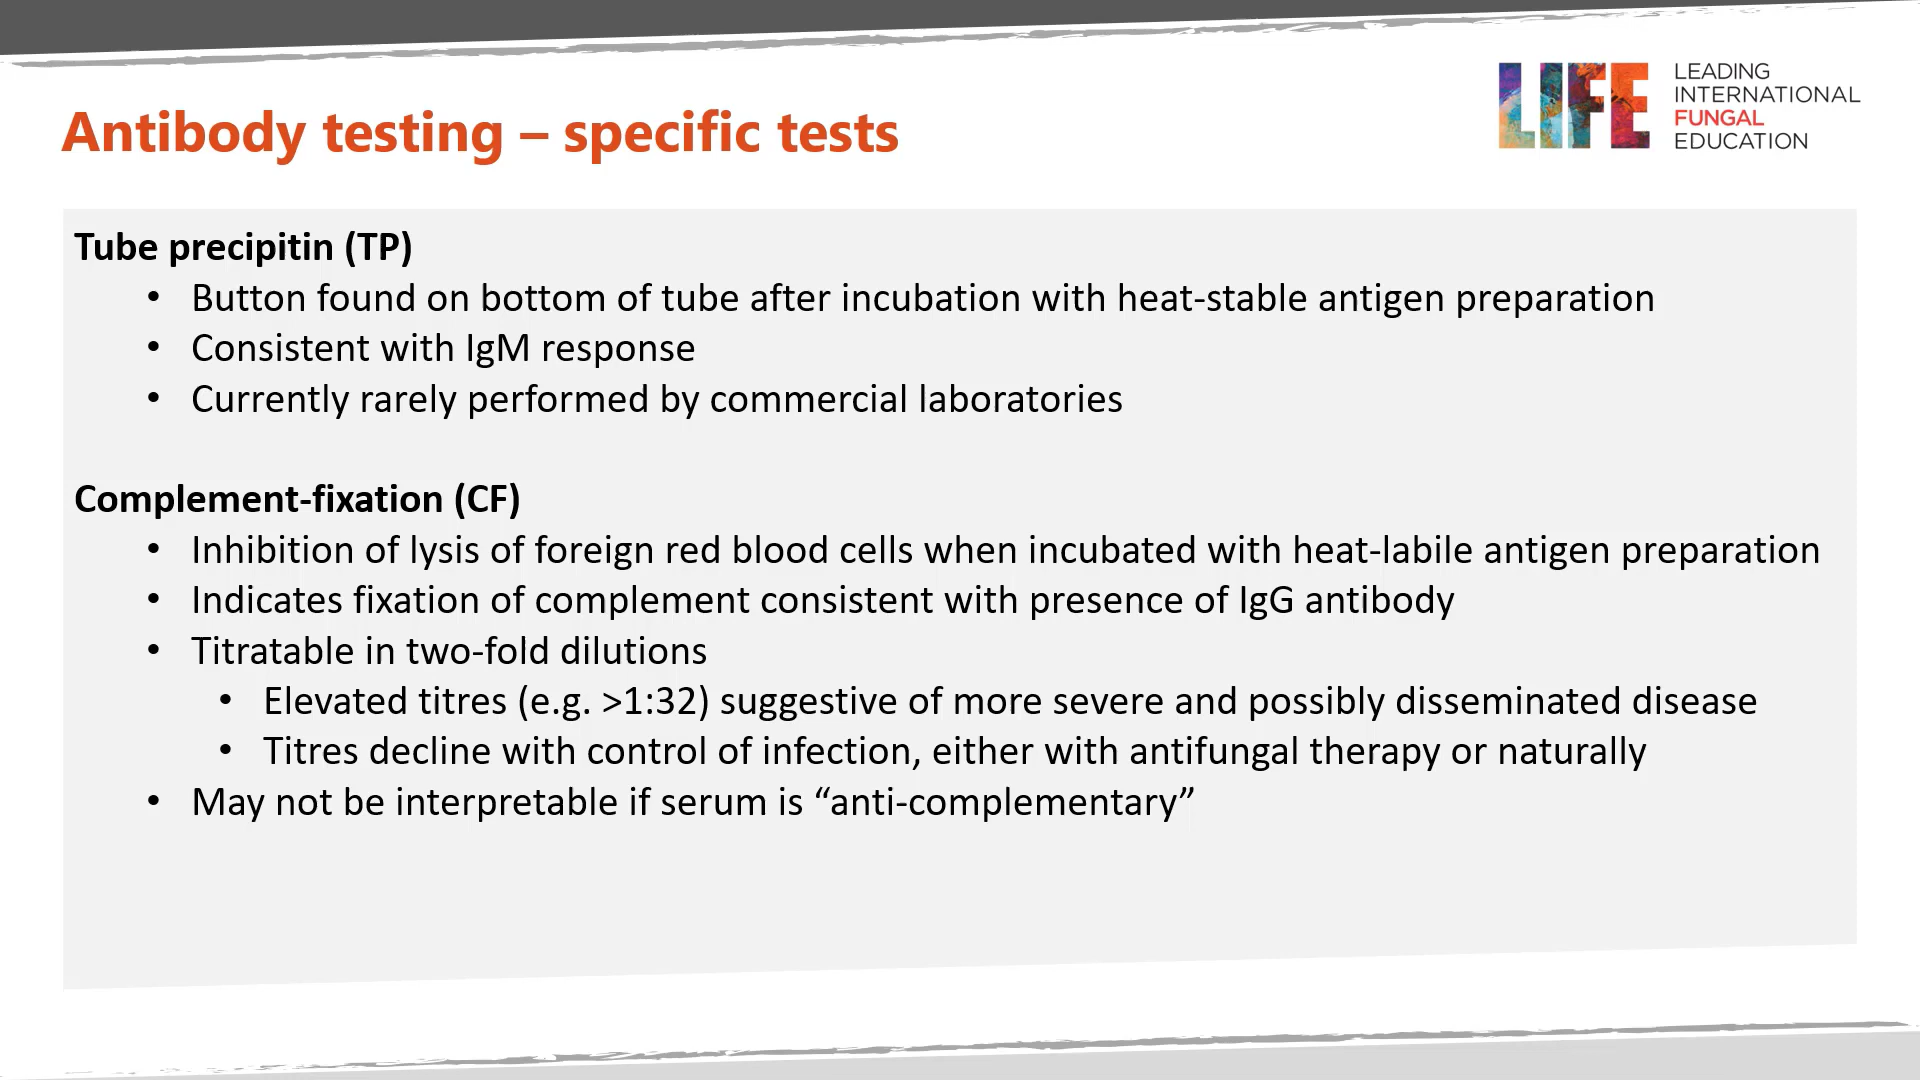 LIFE
LEADING
INTERNATIONAL
FUNGAL
EDUCATION
Antibody testing – specific tests
Tube precipitin (TP)
• Button found on bottom of tube after incubation with heat-stable antigen preparation
• Consistent with IgM response
• Currently rarely performed by commercial laboratories
Complement-fixation (CF)
• Inhibition of lysis of foreign red blood cells when incubated with heat-labile antigen preparation
• Indicates fixation of complement consistent with presence of IgG antibody
• Titratable in two-fold dilutions
• Elevated titres (e.g. >1:32) suggestive of more severe and possibly disseminated disease
• Titres decline with control of infection, either with antifungal therapy or naturally
• May not be interpretable if serum is “anti-complementary”